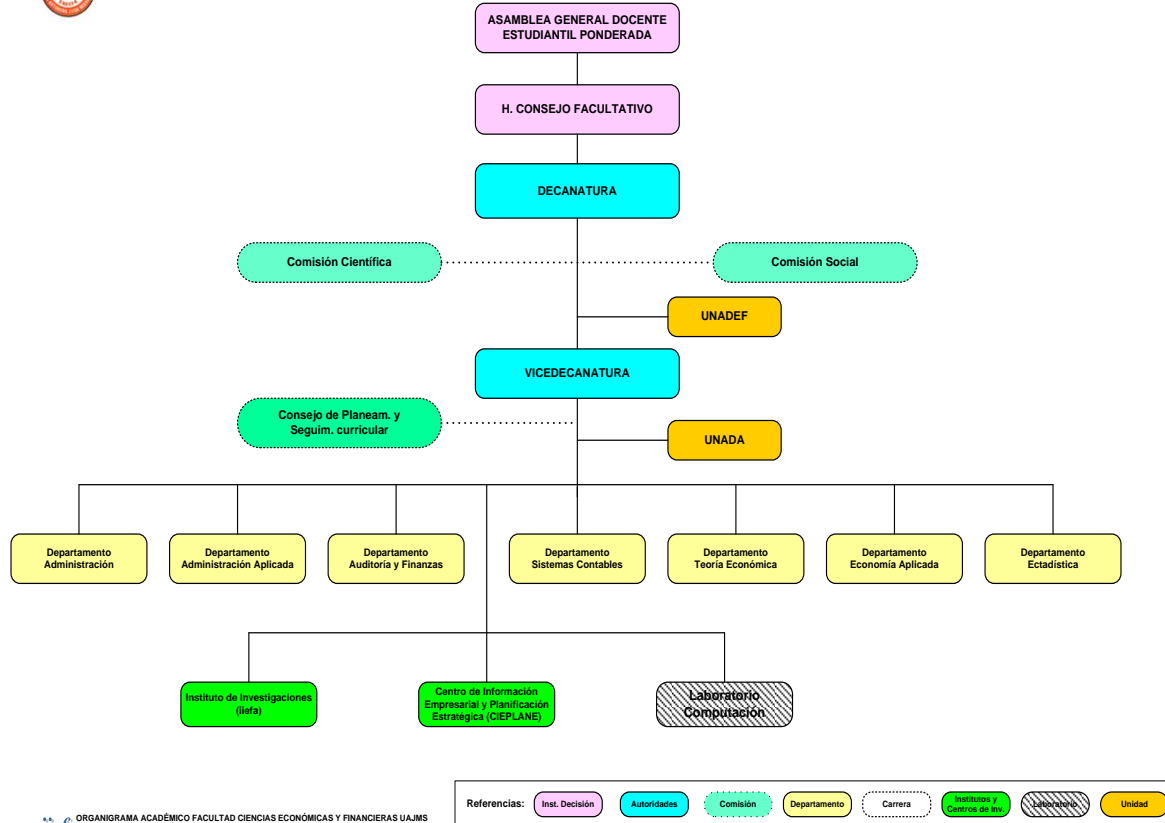 ASAMBLEA GENERAL DOCENTE
ESTUDIANTIL PONDERADA
H. CONSEJO FACULTATIVO
DECANATURA
Comisión Científica
Comisión Social
UNADEF
VICEDECANATURA
Consejo de Planeam. y
Seguim. curricular
UNADA
Departamento
Administración
Departamento
Administración Aplicada
Departamento
Auditoría y Finanzas
Departamento
Sistemas Contables
Departamento
Teoría Económica
Departamento
Economía Aplicada
Departamento
Ectadística
Instituto de Investigaciones
(iiefa)
Centro de Información
Empresarial y Planificación
Estratégica (CIEPLANE)
Laboratorio
Computación
Referencias:
Inst. Decisión
Autoridades
Comisión
Departamento
Carrera
Institutos y
Centros de Inv.
Laboratorio
Unidad
ORGANIGRAMA ACADÉMICO FACULTAD CIENCIAS ECONÓMICAS Y FINANCIERAS UAJMS